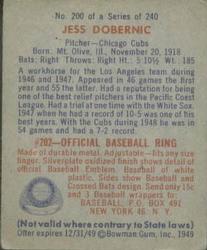 No. 200 of a Series of 240
JESS DOBERNIC
Pitcher—Chicago Cubs
Born: Mt. Olive, Ill., November 20, 1918
Bats: Right Throws: Right Ht.: 5:10½ Wt. 185
A workhorse for the Los Angeles team during
1946 and 1947. Appeared in 46 games the first
year and 55 the latter. Had a reputation for being
one of the best relief pitchers in the Pacific Coast
League. Had a trial at one time with the White Sox.
1947 when he had a record of 10-5 was one of
his best years. With the Cubs during 1948 he was in
54 games and had a 7-2 record.
#202—OFFICIAL BASEBALL RING
Made of durable metal. Adjustable—fits any size
finger. Silverplate oxidized finish shows detail of
official Baseball Emblem. Baseball of white
plastic. Sides show Baseball and
Crossed Bats design. Send only 15c
and 3 Baseball wrappers to:
BASEBALL, P.O. BOX 491
NEW YORK 46, N. Y.
(Not valid where contrary to State laws)
Offer expires 12/31/49 ©Bowman Gum, Inc., 1949